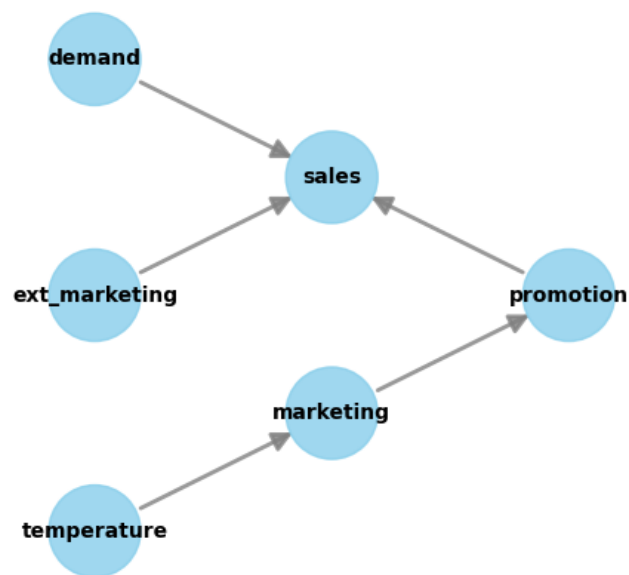 demand
sales
ext_marketing
promotion
marketing
temperature